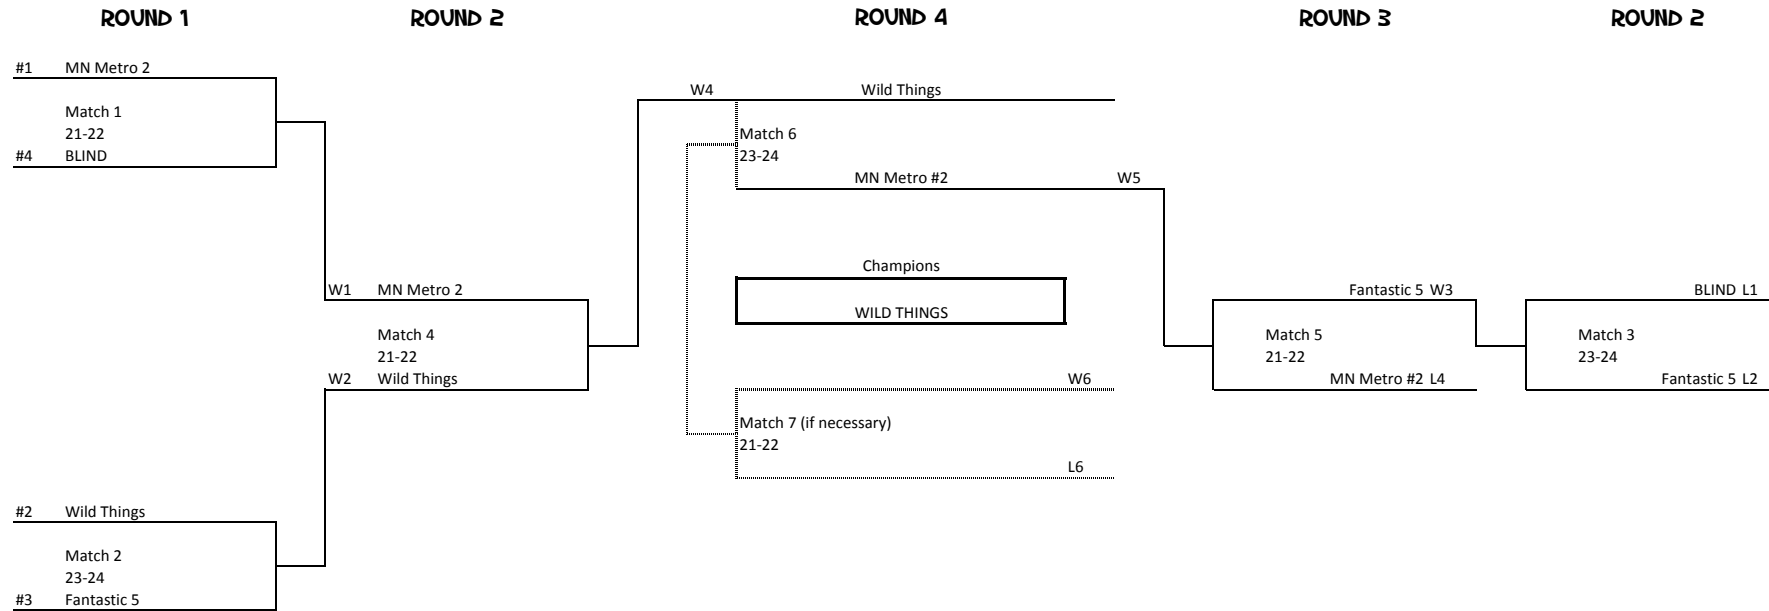 ROUND 1 ROUND 2 ROUND 4 ROUND 3 ROUND 2
#1 MN Metro 2
Match 1
21-22
#4 BLIND
W1 MN Metro 2
Match 4
21-22
W2 Wild Things
#2 Wild Things
Match 2
23-24
#3 Fantastic 5
W4 Wild Things
Match 6
23-24
MN Metro #2 W5
Champions
WILD THINGS
W6
Match 7 (if necessary)
21-22
L6
Fantastic 5 W3
Match 5
21-22
MN Metro #2 L4
BLIND L1
Match 3
23-24
Fantastic 5 L2